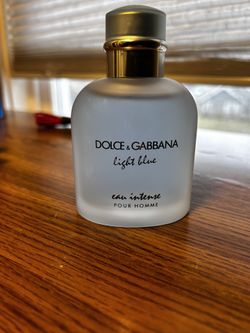 DOLCE & GABBANA
light blue
eau intense
POUR HOMME